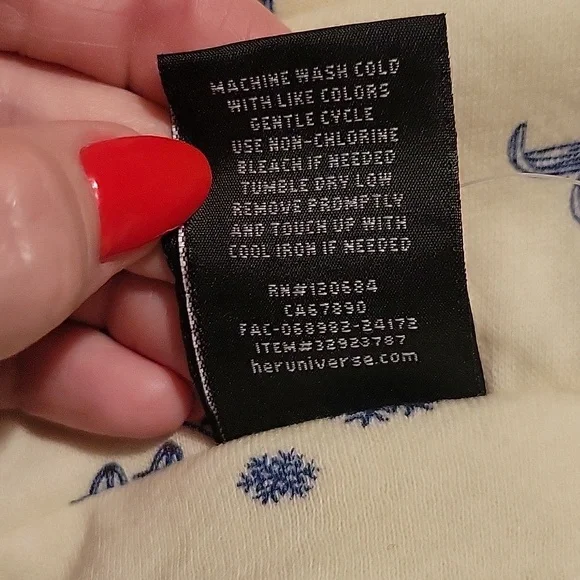 MACHINE WASH COLD
WITH LIKE COLORS
GENTLE CYCLE
USE NON-CHLORINE
BLEACH IF NEEDED
TUMBLE DRY LOW
REMOVE PROMPTLY
AND TOUCH UP WITH
COOL IRON IF NEEDED
RN#120684
CA67890
FAC-068982-24172
ITEM#32923787
heruniverse.com